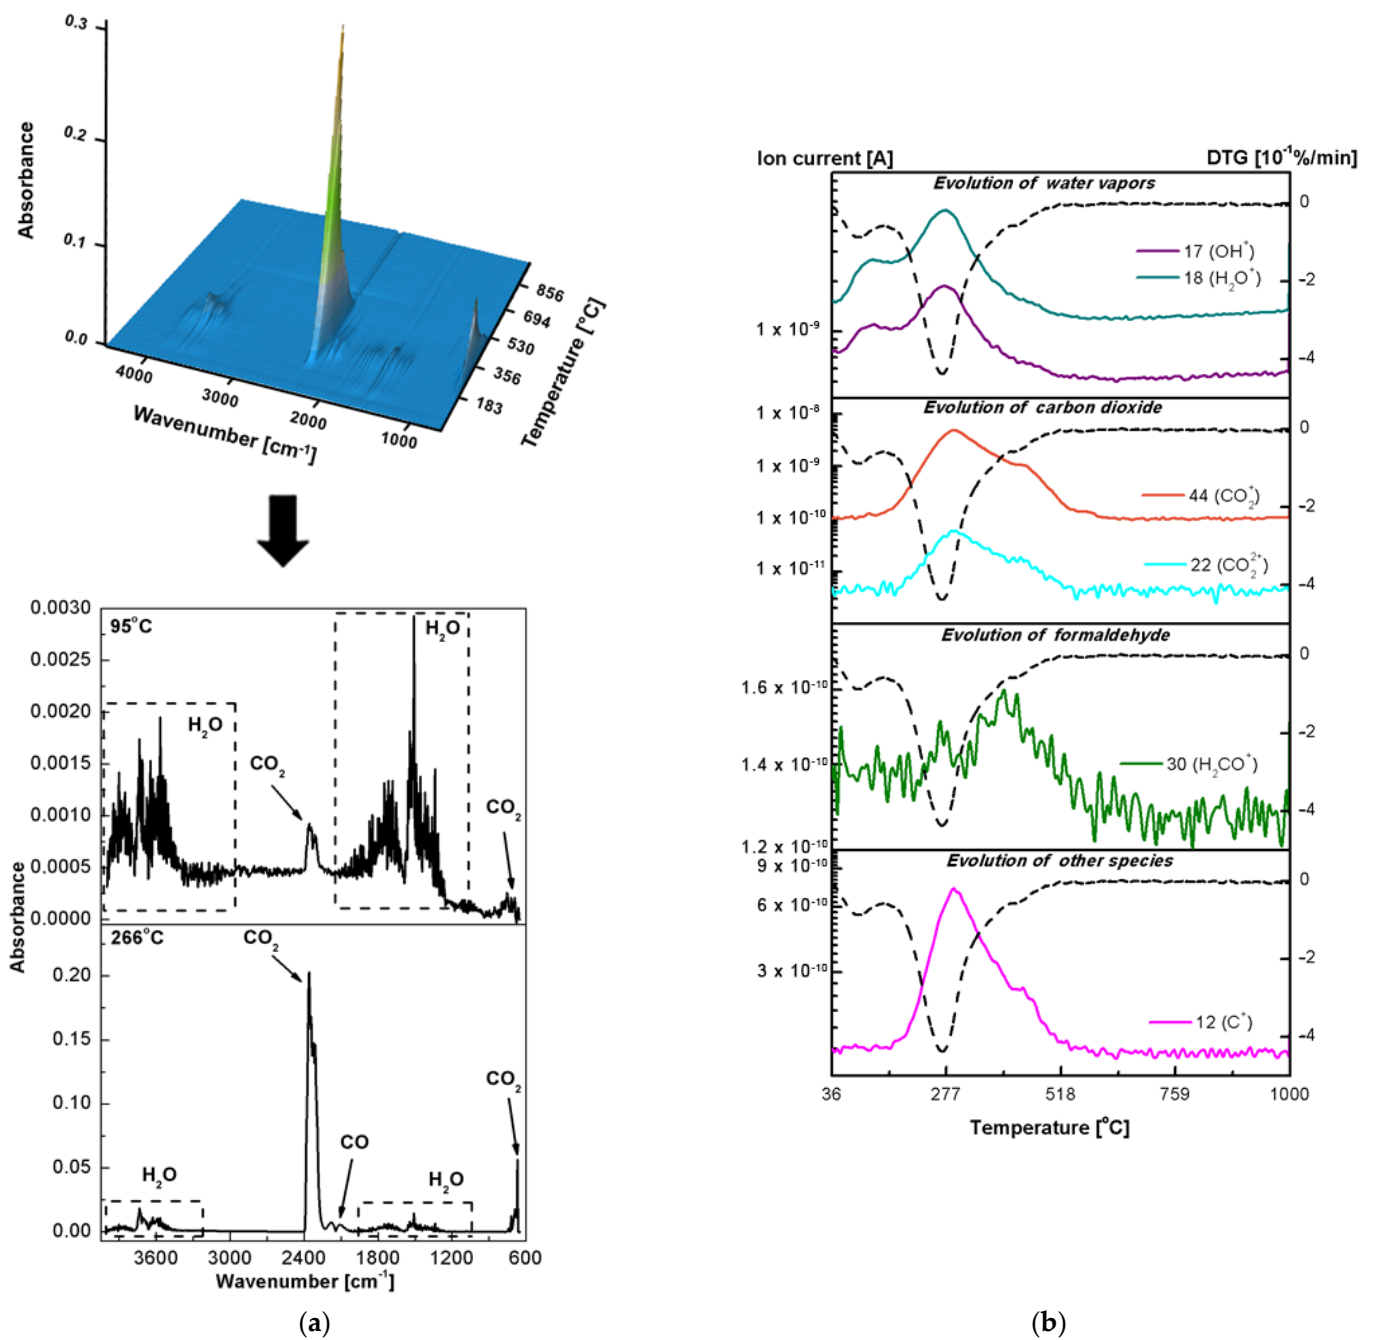 0.3
0.2
0.1
0.0
Absorbance
4000
3000
2000
1000
Wavenumber [cm-1]
183
356
530
694
856
Temperature [°C]
0.0030
0.0025
0.0020
0.0015
0.0010
0.0005
0.0000
95°C
H2O
H2O
CO2
CO2
Absorbance
266°C
CO2
CO2
CO
H2O
H2O
0.20
0.15
0.10
0.05
0.00
3600 3000 2400 1800 1200 600
Wavenumber [cm-1]
(a)
Ion current [A] DTG [10-1%/min]
Evolution of water vapors
17 (OH+)
18 (H2O+)
1 x 10-9
0
−2
−4
Evolution of carbon dioxide
1 x 10-8
1 x 10-9
1 x 10-10
1 x 10-11
44 (CO2+)
22 (CO22+)
0
−2
−4
Evolution of formaldehyde
1.6 x 10-10
1.4 x 10-10
1.2 x 10-10
30 (H2CO+)
0
−2
−4
Evolution of other species
9 x 10-10
6 x 10-10
3 x 10-10
12 (C+)
0
−2
−4
36 277 518 759 1000
Temperature [°C]
(b)